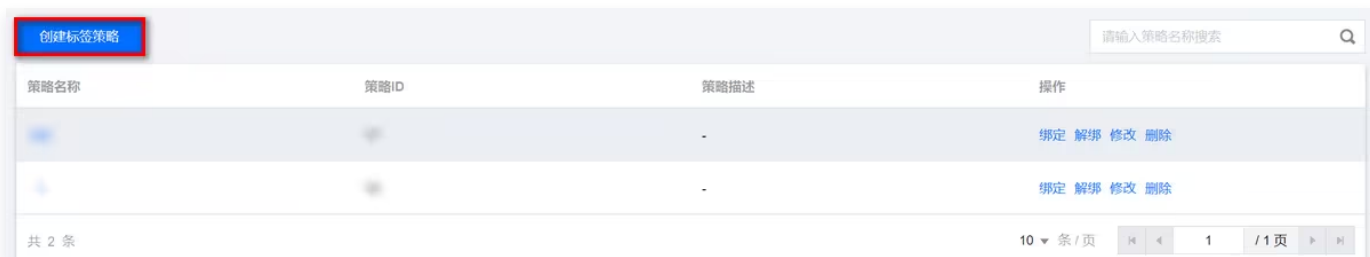 创建标签策略 请输入策略名称搜索
策略名称 策略ID 策略描述 操作
- 绑定 解绑 修改 删除
- 绑定 解绑 修改 删除
共 2 条 10 条 / 页 1 / 1 页